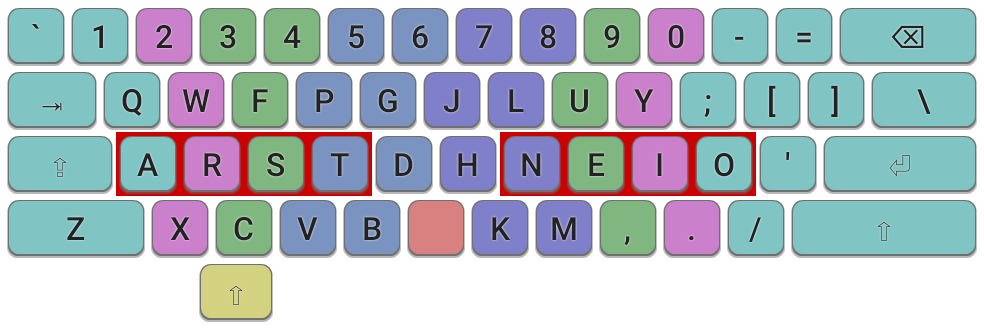 ` 1 2 3 4 5 6 7 8 9 0 - = ⌫
⇥ Q W F P G J L U Y ; [ ] \
⇪ A R S T D H N E I O ' ⏎
Z X C V B K M , . / ⇧
⇧